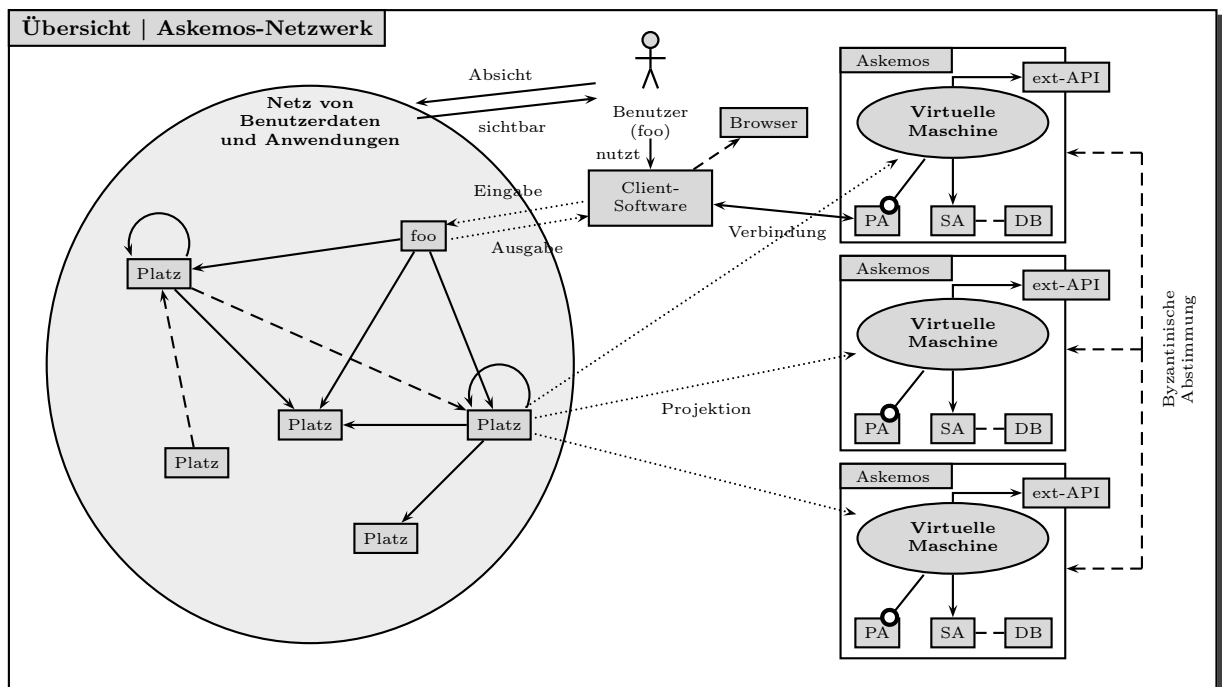 Übersicht | Askemos-Netzwerk
Netz von
Benutzerdaten
und Anwendungen
Absicht
sichtbar
Benutzer
(foo)
nutzt
Browser
Client-
Software
Eingabe
Ausgabe
Verbindung
foo
Platz
Platz
Platz
Platz
Platz
Projektion
Askemos
ext-API
Virtuelle
Maschine
PA
SA
DB
Askemos
ext-API
Virtuelle
Maschine
PA
SA
DB
Askemos
ext-API
Virtuelle
Maschine
PA
SA
DB
Byzantinische
Abstimmung